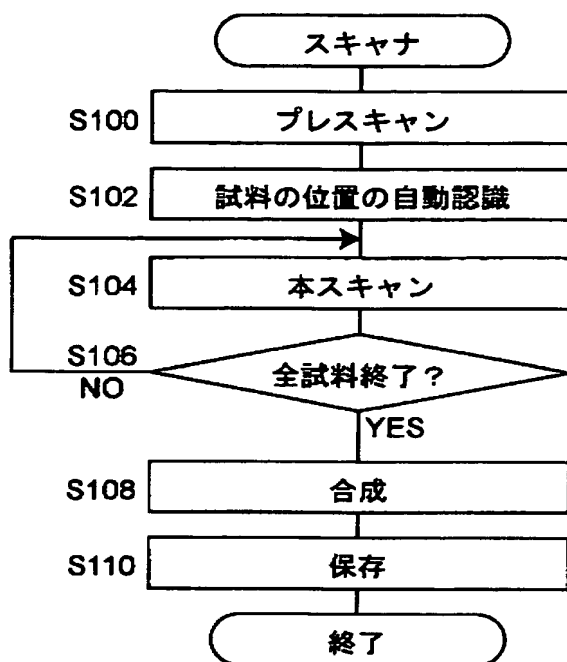 スキャナ
S100 プレスキャン
S102 試料の位置の自動認識
S104 本スキャン
S106 全試料終了？
NO
YES
S108 合成
S110 保存
終了